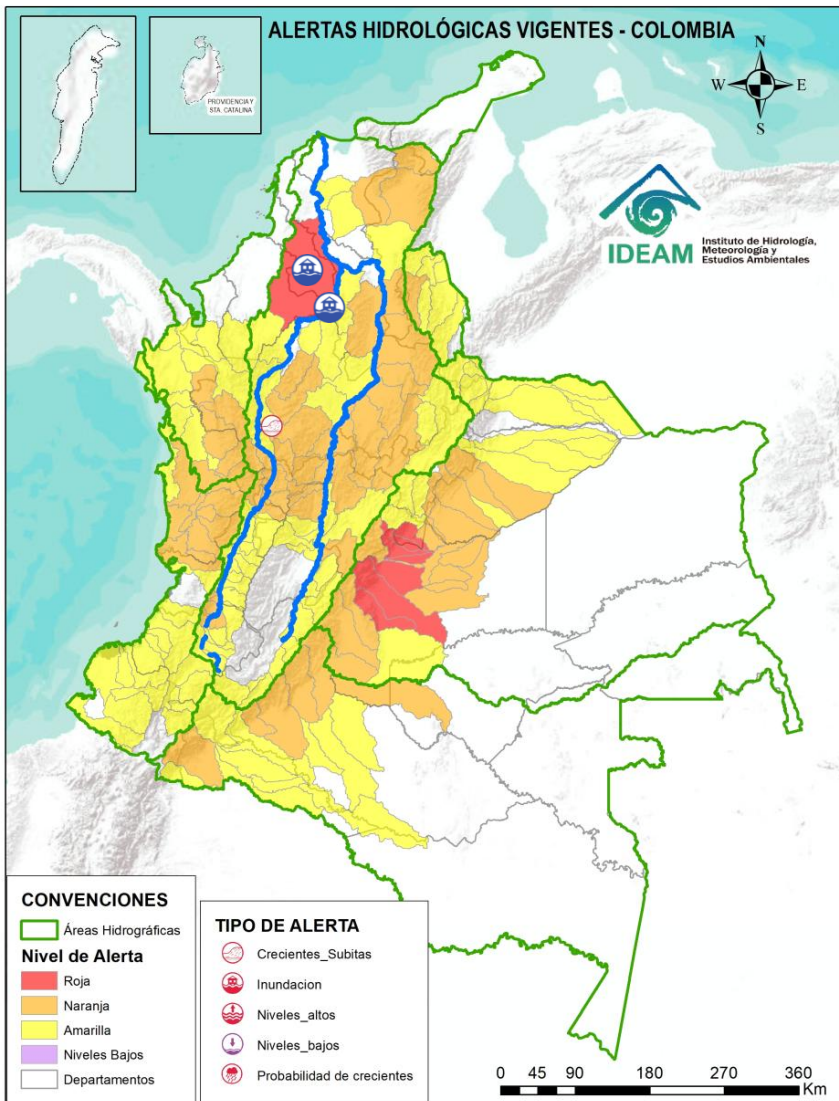 ALERTAS HIDROLÓGICAS VIGENTES - COLOMBIA
PROVIDENCIA Y
STA. CATALINA
N
W
E
S
IDEAM
Instituto de Hidrología,
Meteorología y
Estudios Ambientales
CONVENCIONES
Áreas Hidrográficas
Nivel de Alerta
Roja
Naranja
Amarilla
Niveles Bajos
Departamentos
TIPO DE ALERTA
Crecientes_Subitas
Inundacion
Niveles_altos
Niveles_bajos
Probabilidad de crecientes
0 45 90 180 270 360
Km